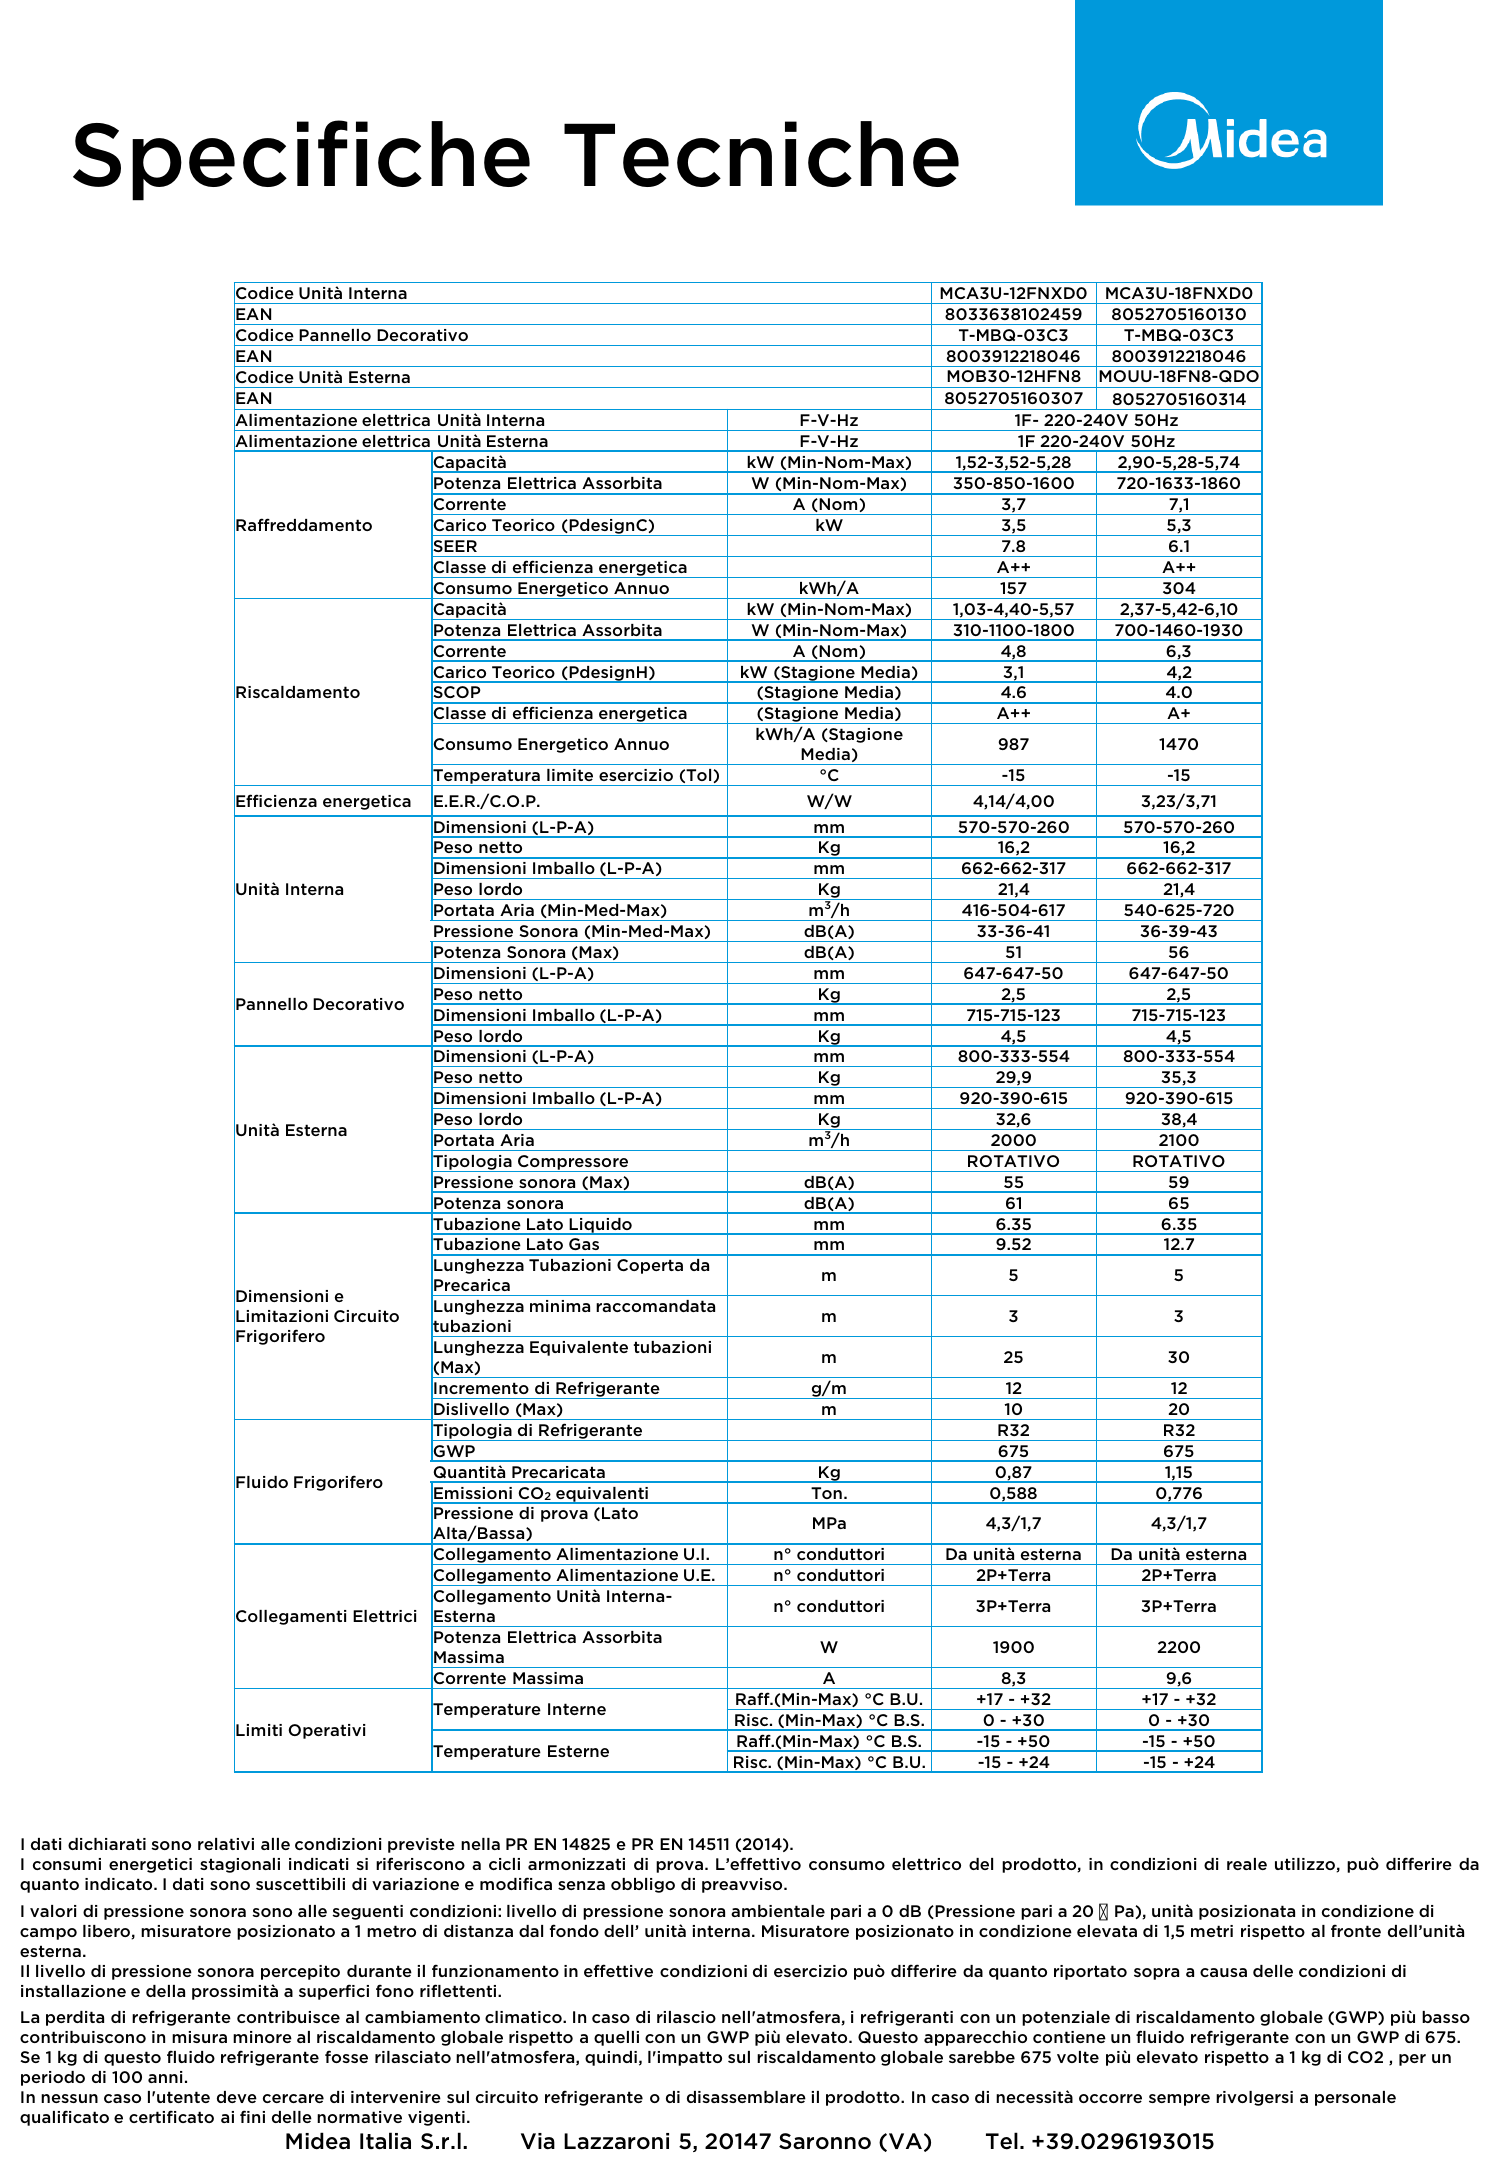 Midea
Specifiche Tecniche
Codice Unità Interna MCA3U-12FNXD0 MCA3U-18FNXD0
EAN 8033638102459 8052705160130
Codice Pannello Decorativo T-MBQ-03C3 T-MBQ-03C3
EAN 8003912218046 8003912218046
Codice Unità Esterna MOB30-12HFN8 MOUU-18FN8-QDO
EAN 8052705160307 8052705160314
Alimentazione elettrica Unità Interna F-V-Hz 1F- 220-240V 50Hz
Alimentazione elettrica Unità Esterna F-V-Hz 1F 220-240V 50Hz
Raffreddamento
Capacità kW (Min-Nom-Max) 1,52-3,52-5,28 2,90-5,28-5,74
Potenza Elettrica Assorbita W (Min-Nom-Max) 350-850-1600 720-1633-1860
Corrente A (Nom) 3,7 7,1
Carico Teorico (PdesignC) kW 3,5 5,3
SEER 7.8 6.1
Classe di efficienza energetica A++ A++
Consumo Energetico Annuo kWh/A 157 304
Riscaldamento
Capacità kW (Min-Nom-Max) 1,03-4,40-5,57 2,37-5,42-6,10
Potenza Elettrica Assorbita W (Min-Nom-Max) 310-1100-1800 700-1460-1930
Corrente A (Nom) 4,8 6,3
Carico Teorico (PdesignH) kW (Stagione Media) 3,1 4,2
SCOP (Stagione Media) 4.6 4.0
Classe di efficienza energetica (Stagione Media) A++ A+
Consumo Energetico Annuo kWh/A (Stagione
Media) 987 1470
Temperatura limite esercizio (Tol) °C -15 -15
Efficienza energetica E.E.R./C.O.P. W/W 4,14/4,00 3,23/3,71
Unità Interna
Dimensioni (L-P-A) mm 570-570-260 570-570-260
Peso netto Kg 16,2 16,2
Dimensioni Imballo (L-P-A) mm 662-662-317 662-662-317
Peso lordo Kg 21,4 21,4
Portata Aria (Min-Med-Max) m³/h 416-504-617 540-625-720
Pressione Sonora (Min-Med-Max) dB(A) 33-36-41 36-39-43
Potenza Sonora (Max) dB(A) 51 56
Pannello Decorativo
Dimensioni (L-P-A) mm 647-647-50 647-647-50
Peso netto Kg 2,5 2,5
Dimensioni Imballo (L-P-A) mm 715-715-123 715-715-123
Peso lordo Kg 4,5 4,5
Unità Esterna
Dimensioni (L-P-A) mm 800-333-554 800-333-554
Peso netto Kg 29,9 35,3
Dimensioni Imballo (L-P-A) mm 920-390-615 920-390-615
Peso lordo Kg 32,6 38,4
Portata Aria m³/h 2000 2100
Tipologia Compressore ROTATIVO ROTATIVO
Pressione sonora (Max) dB(A) 55 59
Potenza sonora dB(A) 61 65
Dimensioni e
Limitazioni Circuito
Frigorifero
Tubazione Lato Liquido mm 6.35 6.35
Tubazione Lato Gas mm 9.52 12.7
Lunghezza Tubazioni Coperta da
Precarica m 5 5
Lunghezza minima raccomandata
tubazioni m 3 3
Lunghezza Equivalente tubazioni
(Max) m 25 30
Incremento di Refrigerante g/m 12 12
Dislivello (Max) m 10 20
Fluido Frigorifero
Tipologia di Refrigerante R32 R32
GWP 675 675
Quantità Precaricata Kg 0,87 1,15
Emissioni CO₂ equivalenti Ton. 0,588 0,776
Pressione di prova (Lato
Alta/Bassa) MPa 4,3/1,7 4,3/1,7
Collegamenti Elettrici
Collegamento Alimentazione U.I. n° conduttori Da unità esterna Da unità esterna
Collegamento Alimentazione U.E. n° conduttori 2P+Terra 2P+Terra
Collegamento Unità Interna-
Esterna n° conduttori 3P+Terra 3P+Terra
Potenza Elettrica Assorbita
Massima W 1900 2200
Corrente Massima A 8,3 9,6
Limiti Operativi
Temperature Interne Raff.(Min-Max) °C B.U. +17 - +32 +17 - +32
Risc. (Min-Max) °C B.S. 0 - +30 0 - +30
Temperature Esterne Raff.(Min-Max) °C B.S. -15 - +50 -15 - +50
Risc. (Min-Max) °C B.U. -15 - +24 -15 - +24
I dati dichiarati sono relativi alle condizioni previste nella PR EN 14825 e PR EN 14511 (2014).
I consumi energetici stagionali indicati si riferiscono a cicli armonizzati di prova. L’effettivo consumo elettrico del prodotto, in condizioni di reale utilizzo, può differire da
quanto indicato. I dati sono suscettibili di variazione e modifica senza obbligo di preavviso.
I valori di pressione sonora sono alle seguenti condizioni: livello di pressione sonora ambientale pari a 0 dB (Pressione pari a 20 Pa), unità posizionata in condizione di
campo libero, misuratore posizionato a 1 metro di distanza dal fondo dell’ unità interna. Misuratore posizionato in condizione elevata di 1,5 metri rispetto al fronte dell’unità
esterna.
Il livello di pressione sonora percepito durante il funzionamento in effettive condizioni di esercizio può differire da quanto riportato sopra a causa delle condizioni di
installazione e della prossimità a superfici fono riflettenti.
La perdita di refrigerante contribuisce al cambiamento climatico. In caso di rilascio nell'atmosfera, i refrigeranti con un potenziale di riscaldamento globale (GWP) più basso
contribuiscono in misura minore al riscaldamento globale rispetto a quelli con un GWP più elevato. Questo apparecchio contiene un fluido refrigerante con un GWP di 675.
Se 1 kg di questo fluido refrigerante fosse rilasciato nell'atmosfera, quindi, l'impatto sul riscaldamento globale sarebbe 675 volte più elevato rispetto a 1 kg di CO2 , per un
periodo di 100 anni.
In nessun caso l'utente deve cercare di intervenire sul circuito refrigerante o di disassemblare il prodotto. In caso di necessità occorre sempre rivolgersi a personale
qualificato e certificato ai fini delle normative vigenti.
Midea Italia S.r.l. Via Lazzaroni 5, 20147 Saronno (VA) Tel. +39.0296193015